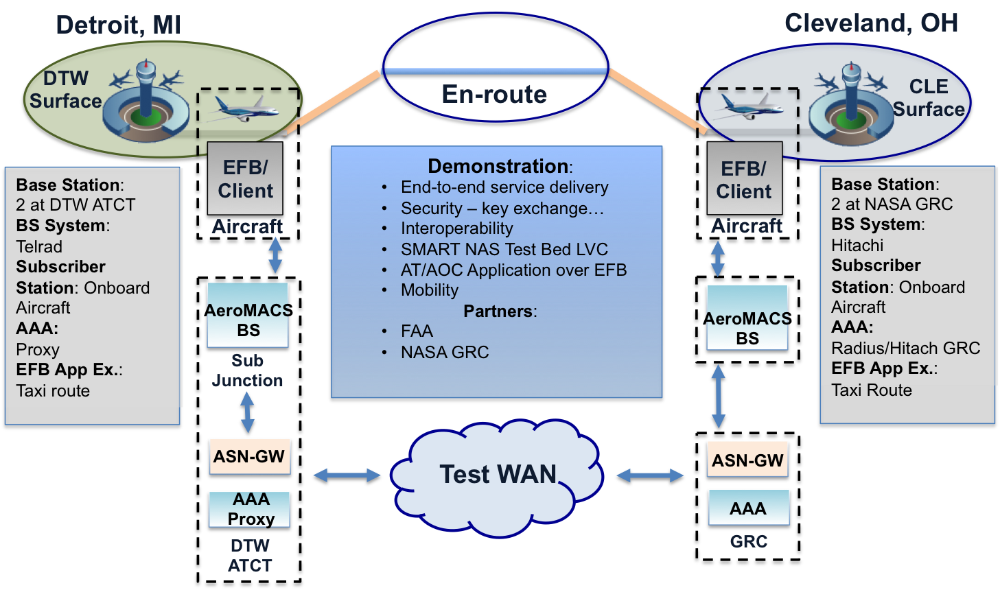 Detroit, MI
Cleveland, OH
DTW
Surface
En-route
CLE
Surface
EFB/
Client
Aircraft
EFB/
Client
Aircraft
Base Station:
2 at DTW ATCT
BS System:
Telrad
Subscriber
Station: Onboard
Aircraft
AAA:
Proxy
EFB App Ex.:
Taxi route
Demonstration:
• End-to-end service delivery
• Security – key exchange…
• Interoperability
• SMART NAS Test Bed LVC
• AT/AOC Application over EFB
• Mobility
Partners:
• FAA
• NASA GRC
Base Station:
2 at NASA GRC
BS System:
Hitachi
Subscriber
Station: Onboard
Aircraft
AAA:
Radius/Hitach GRC
EFB App Ex.:
Taxi Route
AeroMACS
BS
Sub
Junction
ASN-GW
AAA
Proxy
DTW
ATCT
Test WAN
AeroMACS
BS
ASN-GW
AAA
GRC